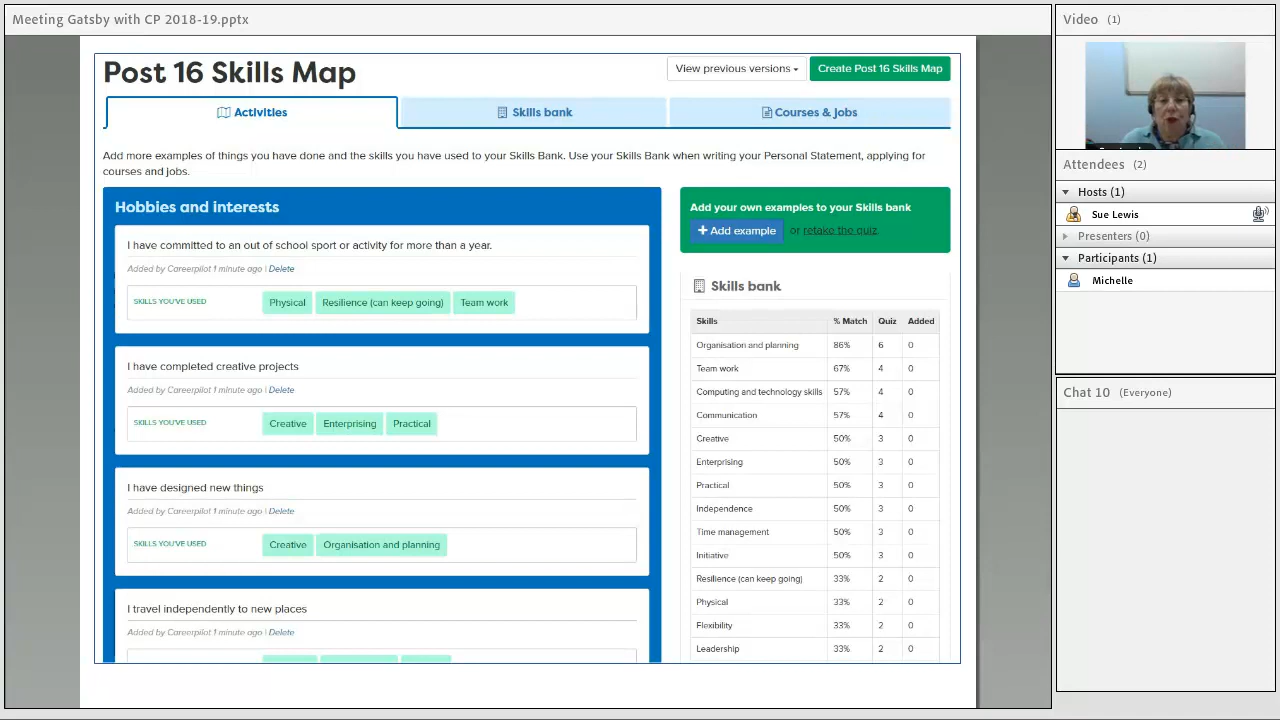 Meeting Gatsby with CP 2018-19.pptx
Post 16 Skills Map
View previous versions
Create Post 16 Skills Map
Activities
Skills bank
Courses & Jobs
Add more examples of things you have done and the skills you have used to your Skills Bank. Use your Skills Bank when writing your Personal Statement, applying for
courses and jobs.
Hobbies and interests
I have committed to an out of school sport or activity for more than a year.
Added by Careerpilot 1 minute ago | Delete
SKILLS YOU'VE USED Physical Resilience (can keep going) Team work
I have completed creative projects
Added by Careerpilot 1 minute ago | Delete
SKILLS YOU'VE USED Creative Enterprising Practical
I have designed new things
Added by Careerpilot 1 minute ago | Delete
SKILLS YOU'VE USED Creative Organisation and planning
I travel independently to new places
Added by Careerpilot 1 minute ago | Delete
Add your own examples to your Skills bank
+ Add example or retake the quiz.
Skills bank
Skills % Match Quiz Added
Organisation and planning 86% 6 0
Team work 67% 4 0
Computing and technology skills 57% 4 0
Communication 57% 4 0
Creative 50% 3 0
Enterprising 50% 3 0
Practical 50% 3 0
Independence 50% 3 0
Time management 50% 3 0
Initiative 50% 3 0
Resilience (can keep going) 33% 2 0
Physical 33% 2 0
Flexibility 33% 2 0
Leadership 33% 2 0
Video (1)
Attendees (2)
Hosts (1)
Sue Lewis
Presenters (0)
Participants (1)
Michelle
Chat 10 (Everyone)